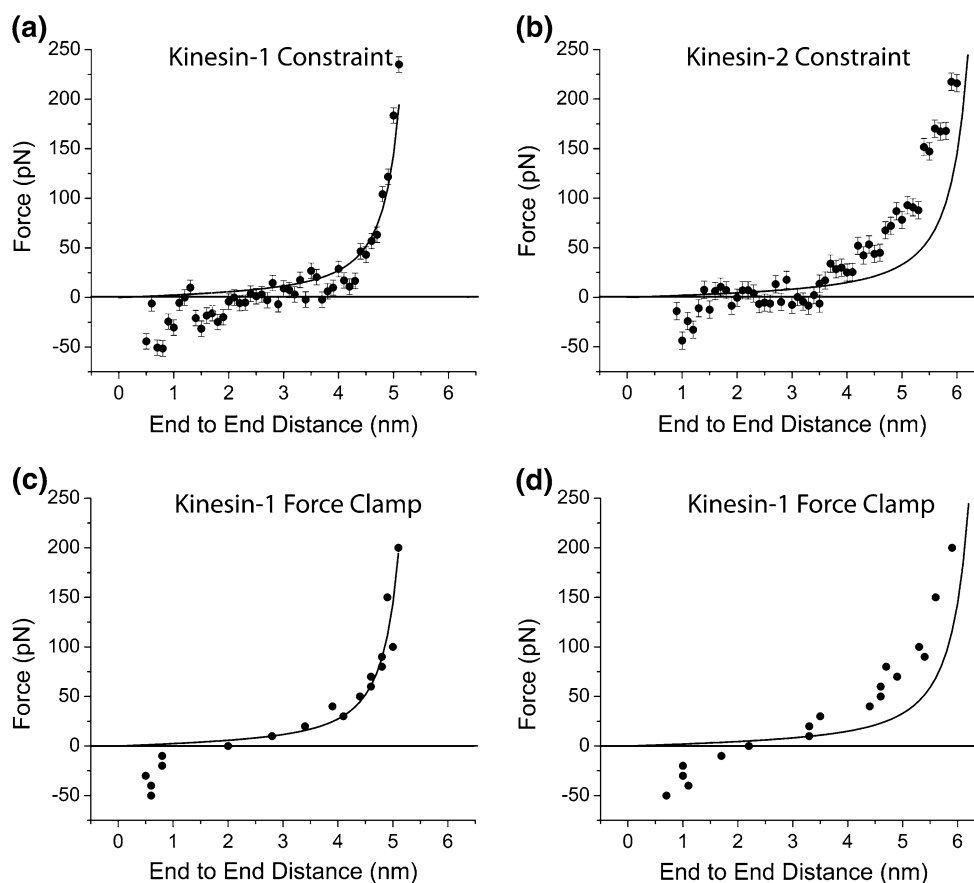 (a)
Kinesin-1 Constraint
250
200
150
100
50
0
-50
Force (pN)
0 1 2 3 4 5 6
End to End Distance (nm)
(b)
Kinesin-2 Constraint
250
200
150
100
50
0
-50
Force (pN)
0 1 2 3 4 5 6
End to End Distance (nm)
(c)
Kinesin-1 Force Clamp
250
200
150
100
50
0
-50
Force (pN)
0 1 2 3 4 5 6
End to End Distance (nm)
(d)
Kinesin-1 Force Clamp
250
200
150
100
50
0
-50
Force (pN)
0 1 2 3 4 5 6
End to End Distance (nm)